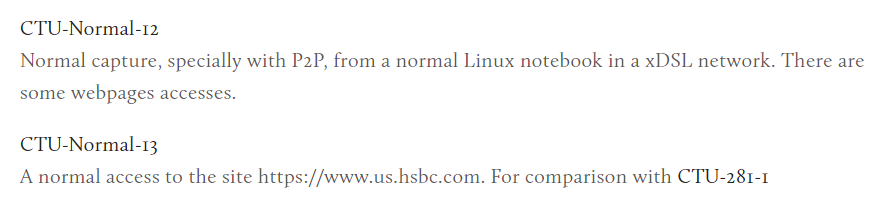 CTU-Normal-12
Normal capture, specially with P2P, from a normal Linux notebook in a xDSL network. There are
some webpages accesses.
CTU-Normal-13
A normal access to the site https://www.us.hsbc.com. For comparison with CTU-281-1